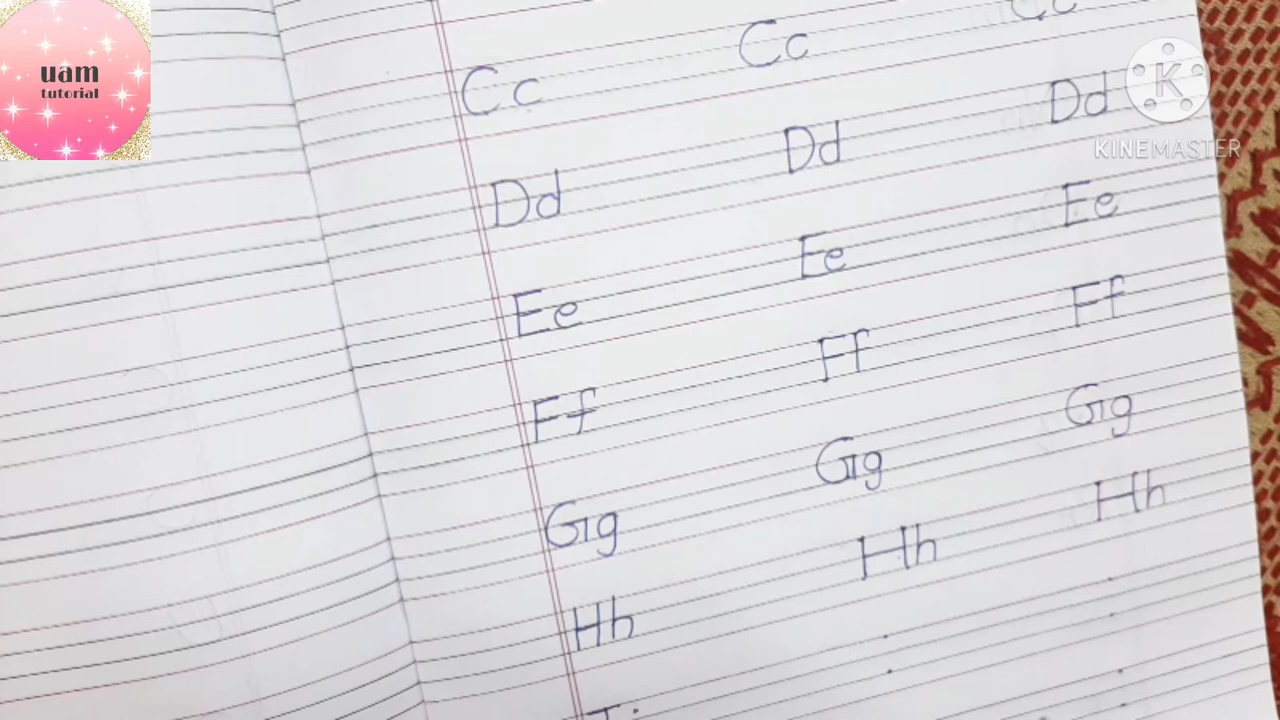 uam
tutorial
KINEMASTER
Cc Cc Cc
Dd Dd Dd
Ee Ee Ee
Ff Ff Ff
Gg Gg Gg
Hh Hh Hh